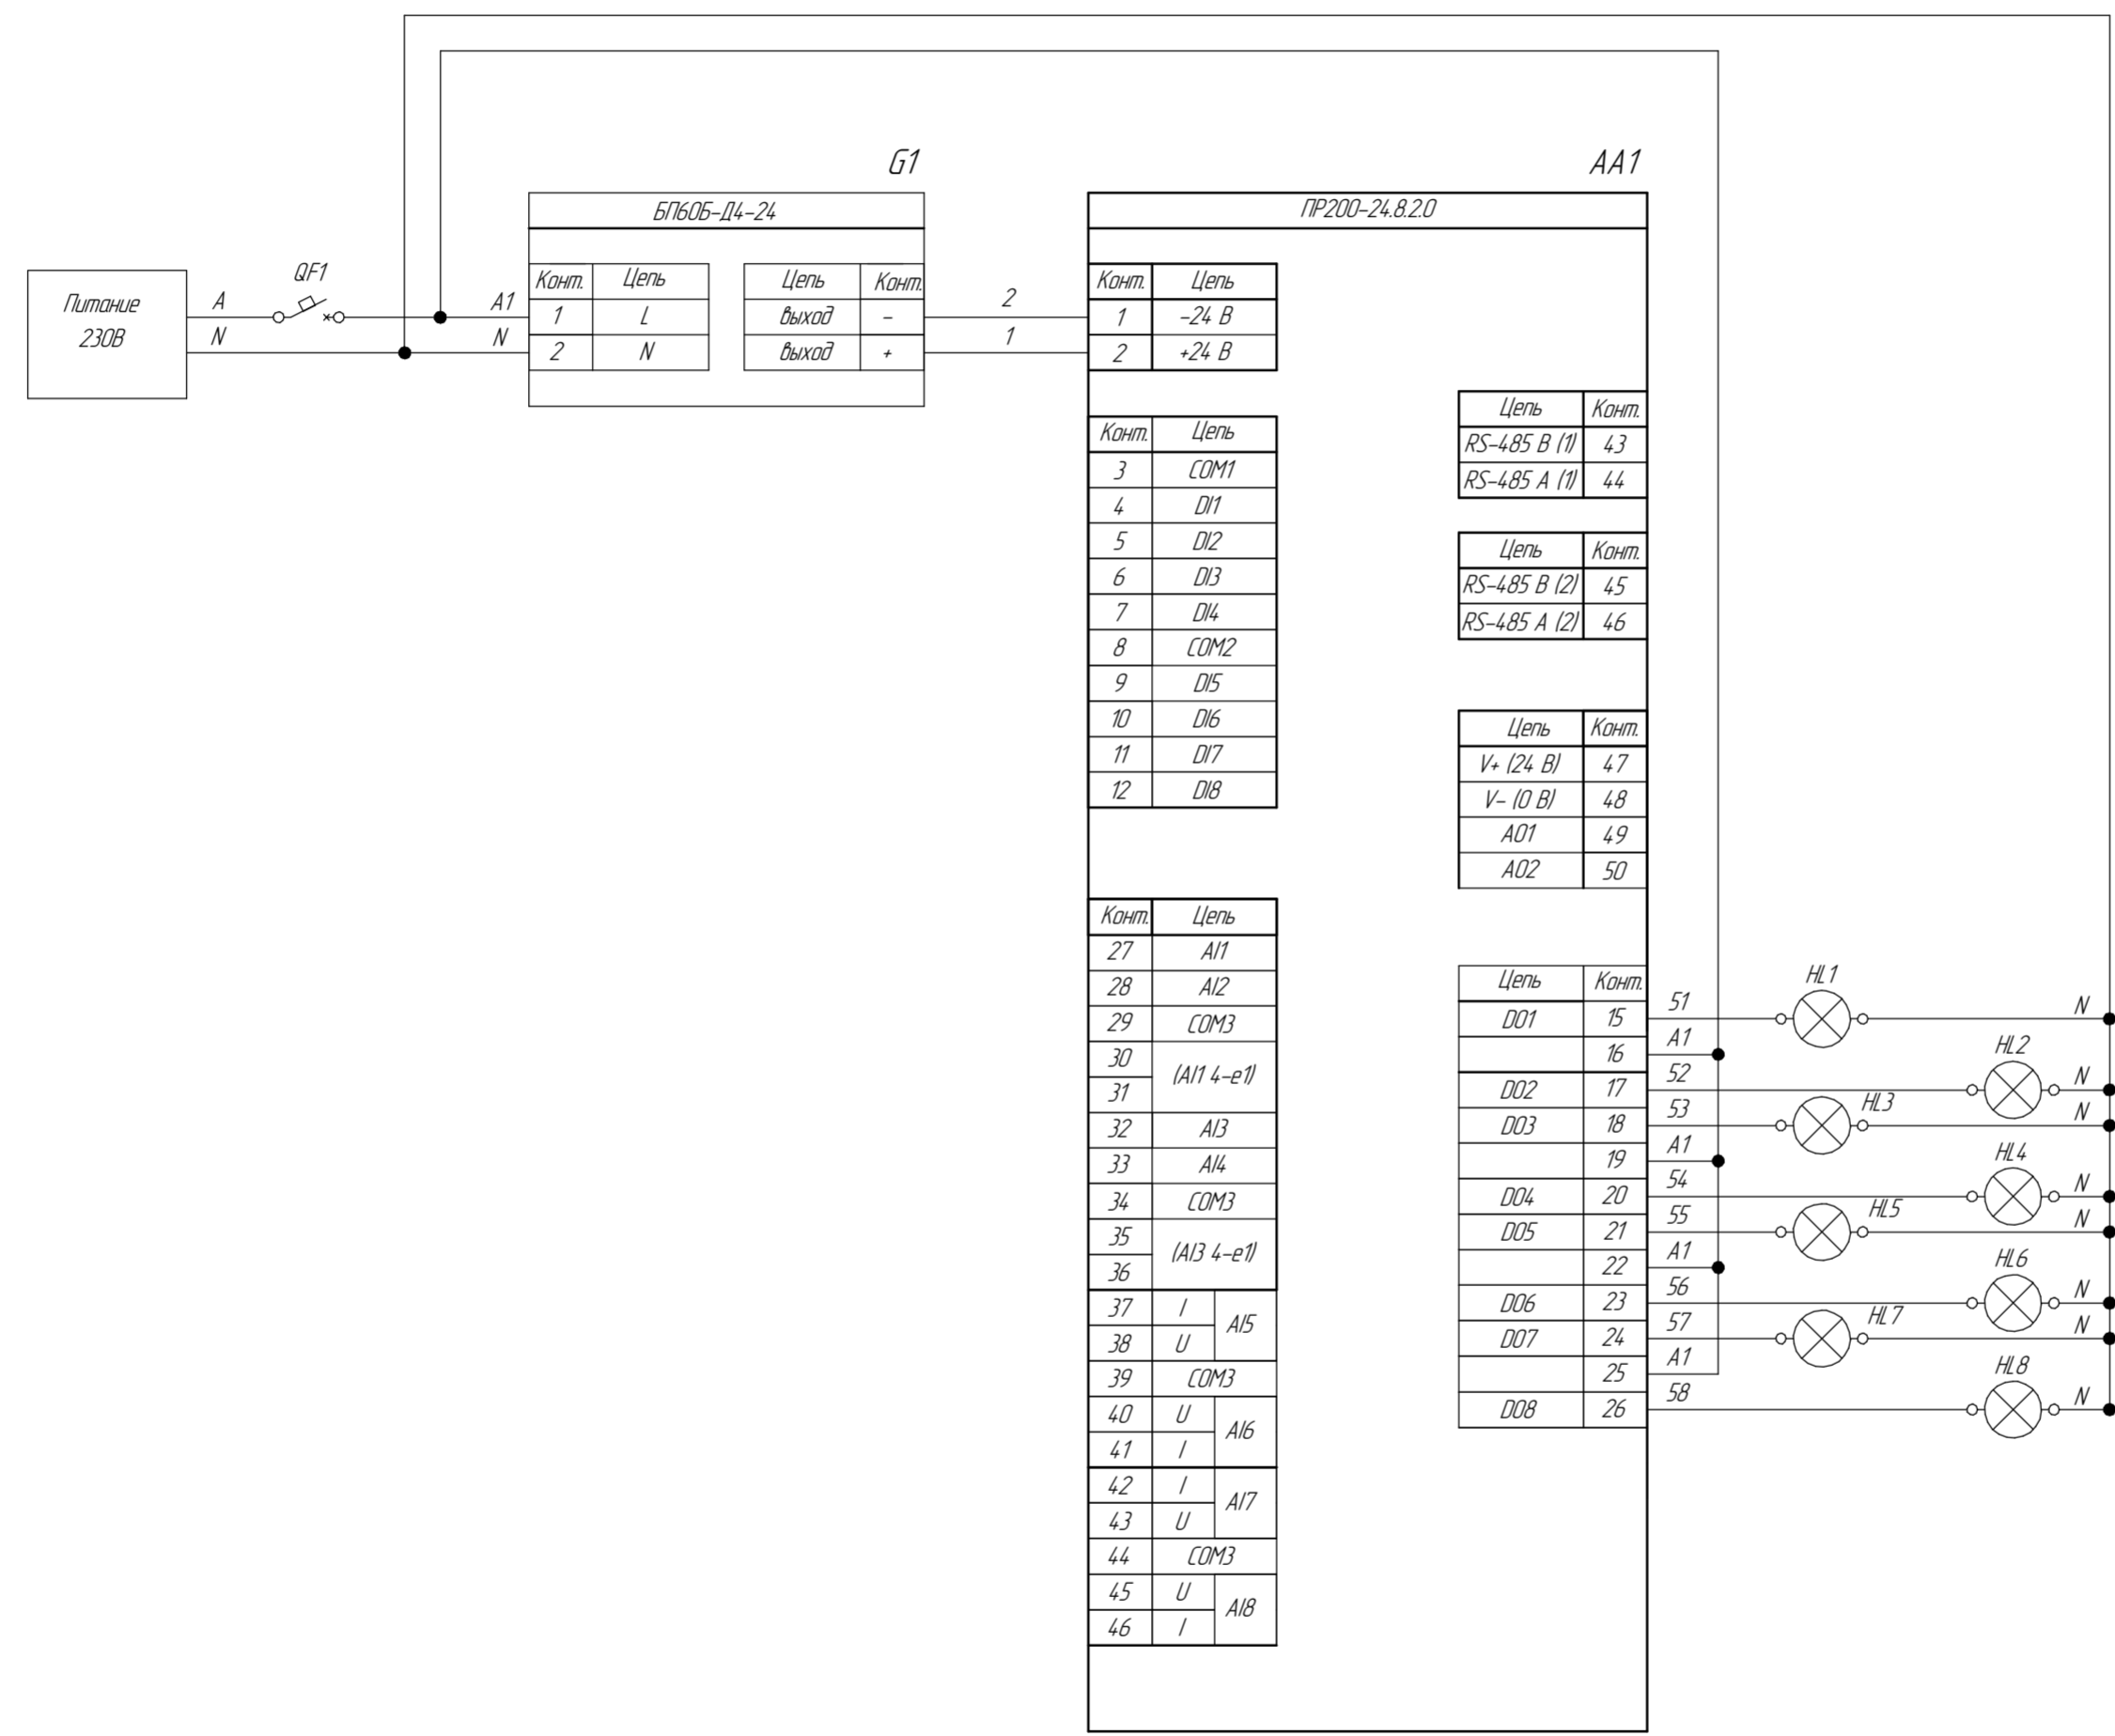 G1
AA1
БП60Б-Д4-24
ПР200-24.8.2.0
Питание
230В
A
N
QF1
A1
N
Конт. Цепь
1 L
2 N
Цепь Конт.
выход -
выход +
2
1
Конт. Цепь
1 -24 В
2 +24 В
Конт. Цепь
3 COM1
4 DI1
5 DI2
6 DI3
7 DI4
8 COM2
9 DI5
10 DI6
11 DI7
12 DI8
Конт. Цепь
27 AI1
28 AI2
29 COM3
30
(AI1 4-е1)
31
32 AI3
33 AI4
34 COM3
35
(AI3 4-е1)
36
37 I
AI5
38 U
39 COM3
40 U
AI6
41 I
42 I
AI7
43 U
44 COM3
45 U
AI8
46 I
Цепь Конт.
RS-485 B (1) 43
RS-485 A (1) 44
Цепь Конт.
RS-485 B (2) 45
RS-485 A (2) 46
Цепь Конт.
V+ (24 В) 47
V- (0 В) 48
AO1 49
AO2 50
Цепь Конт.
DO1 15 51 HL1 N
16 A1
DO2 17 52 HL2 N
DO3 18 53 HL3 N
19 A1
DO4 20 54 HL4 N
DO5 21 55 HL5 N
22 A1
DO6 23 56 HL6 N
DO7 24 57 HL7 N
25 A1
DO8 26 58 HL8 N